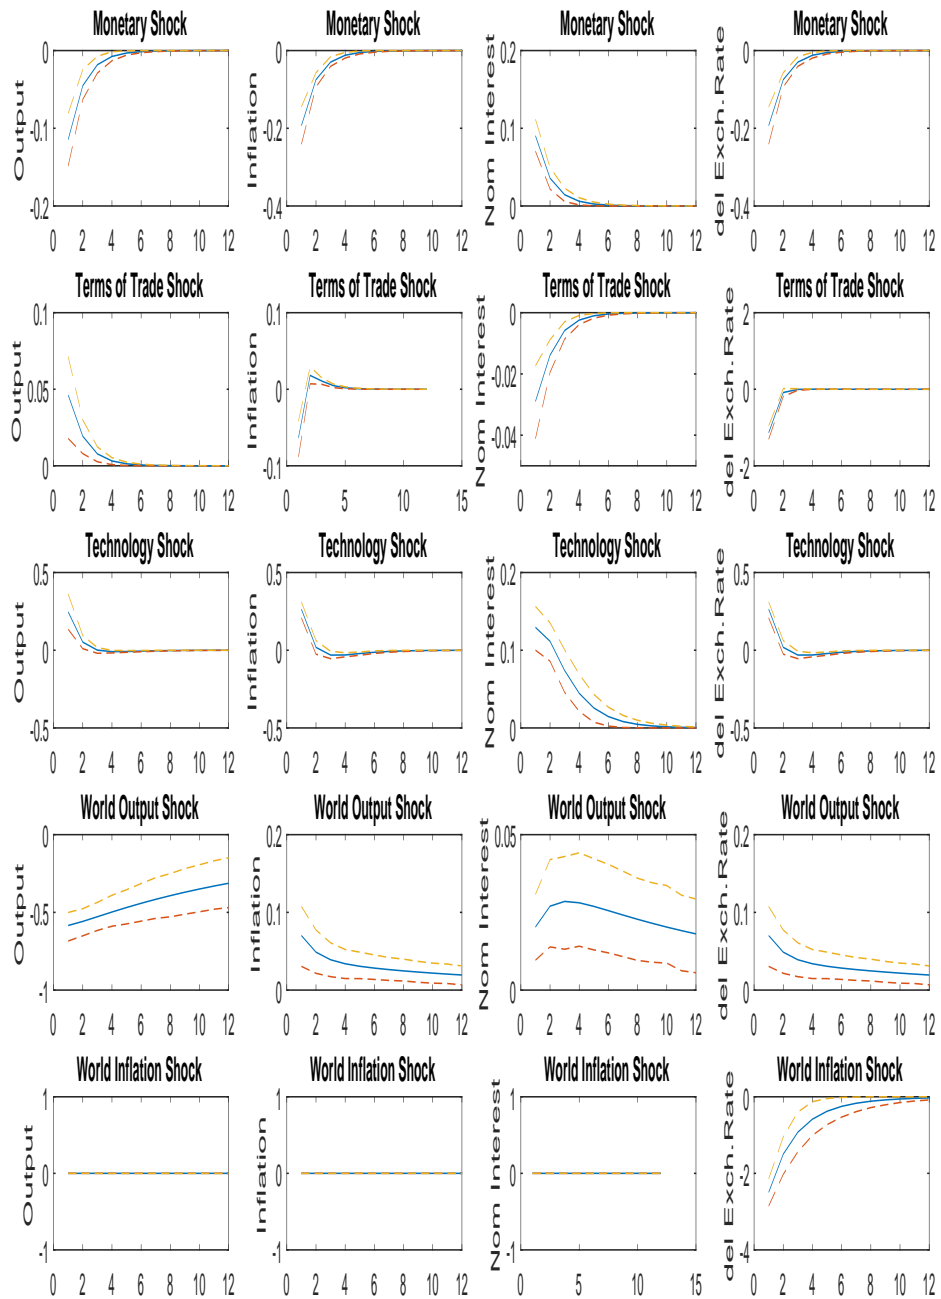 Monetary Shock Monetary Shock Monetary Shock Monetary Shock
Output Inflation Nom Interest del Exch.Rate
0 0 0.2 0
-0.1 -0.2 0.1 -0.2
-0.2 -0.4 0 -0.4
0 2 4 6 8 10 12 0 2 4 6 8 10 12 0 2 4 6 8 10 12 0 2 4 6 8 10 12
Terms of Trade Shock Terms of Trade Shock Terms of Trade Shock Terms of Trade Shock
Output Inflation Nom Interest del Exch.Rate
0.1 0.1 0 2
0.05 0 -0.02 0
0 -0.1 -0.04 -2
0 2 4 6 8 10 12 0 5 10 15 0 2 4 6 8 10 12 0 2 4 6 8 10 12
Technology Shock Technology Shock Technology Shock Technology Shock
Output Inflation Nom Interest del Exch.Rate
0.5 0.5 0.2 0.5
0 0 0.1 0
-0.5 -0.5 0 -0.5
0 2 4 6 8 10 12 0 2 4 6 8 10 12 0 2 4 6 8 10 12 0 2 4 6 8 10 12
World Output Shock World Output Shock World Output Shock World Output Shock
Output Inflation Nom Interest del Exch.Rate
0 0.2 0.05 0.2
-0.5 0.1 0.1
-1 0 0 0
0 2 4 6 8 10 12 0 2 4 6 8 10 12 0 2 4 6 8 10 12 0 2 4 6 8 10 12
World Inflation Shock World Inflation Shock World Inflation Shock World Inflation Shock
Output Inflation Nom Interest del Exch.Rate
1 1 1 0
0 0 0 -2
-1 -1 -1 -4
0 2 4 6 8 10 12 0 2 4 6 8 10 12 0 5 10 15 0 2 4 6 8 10 12